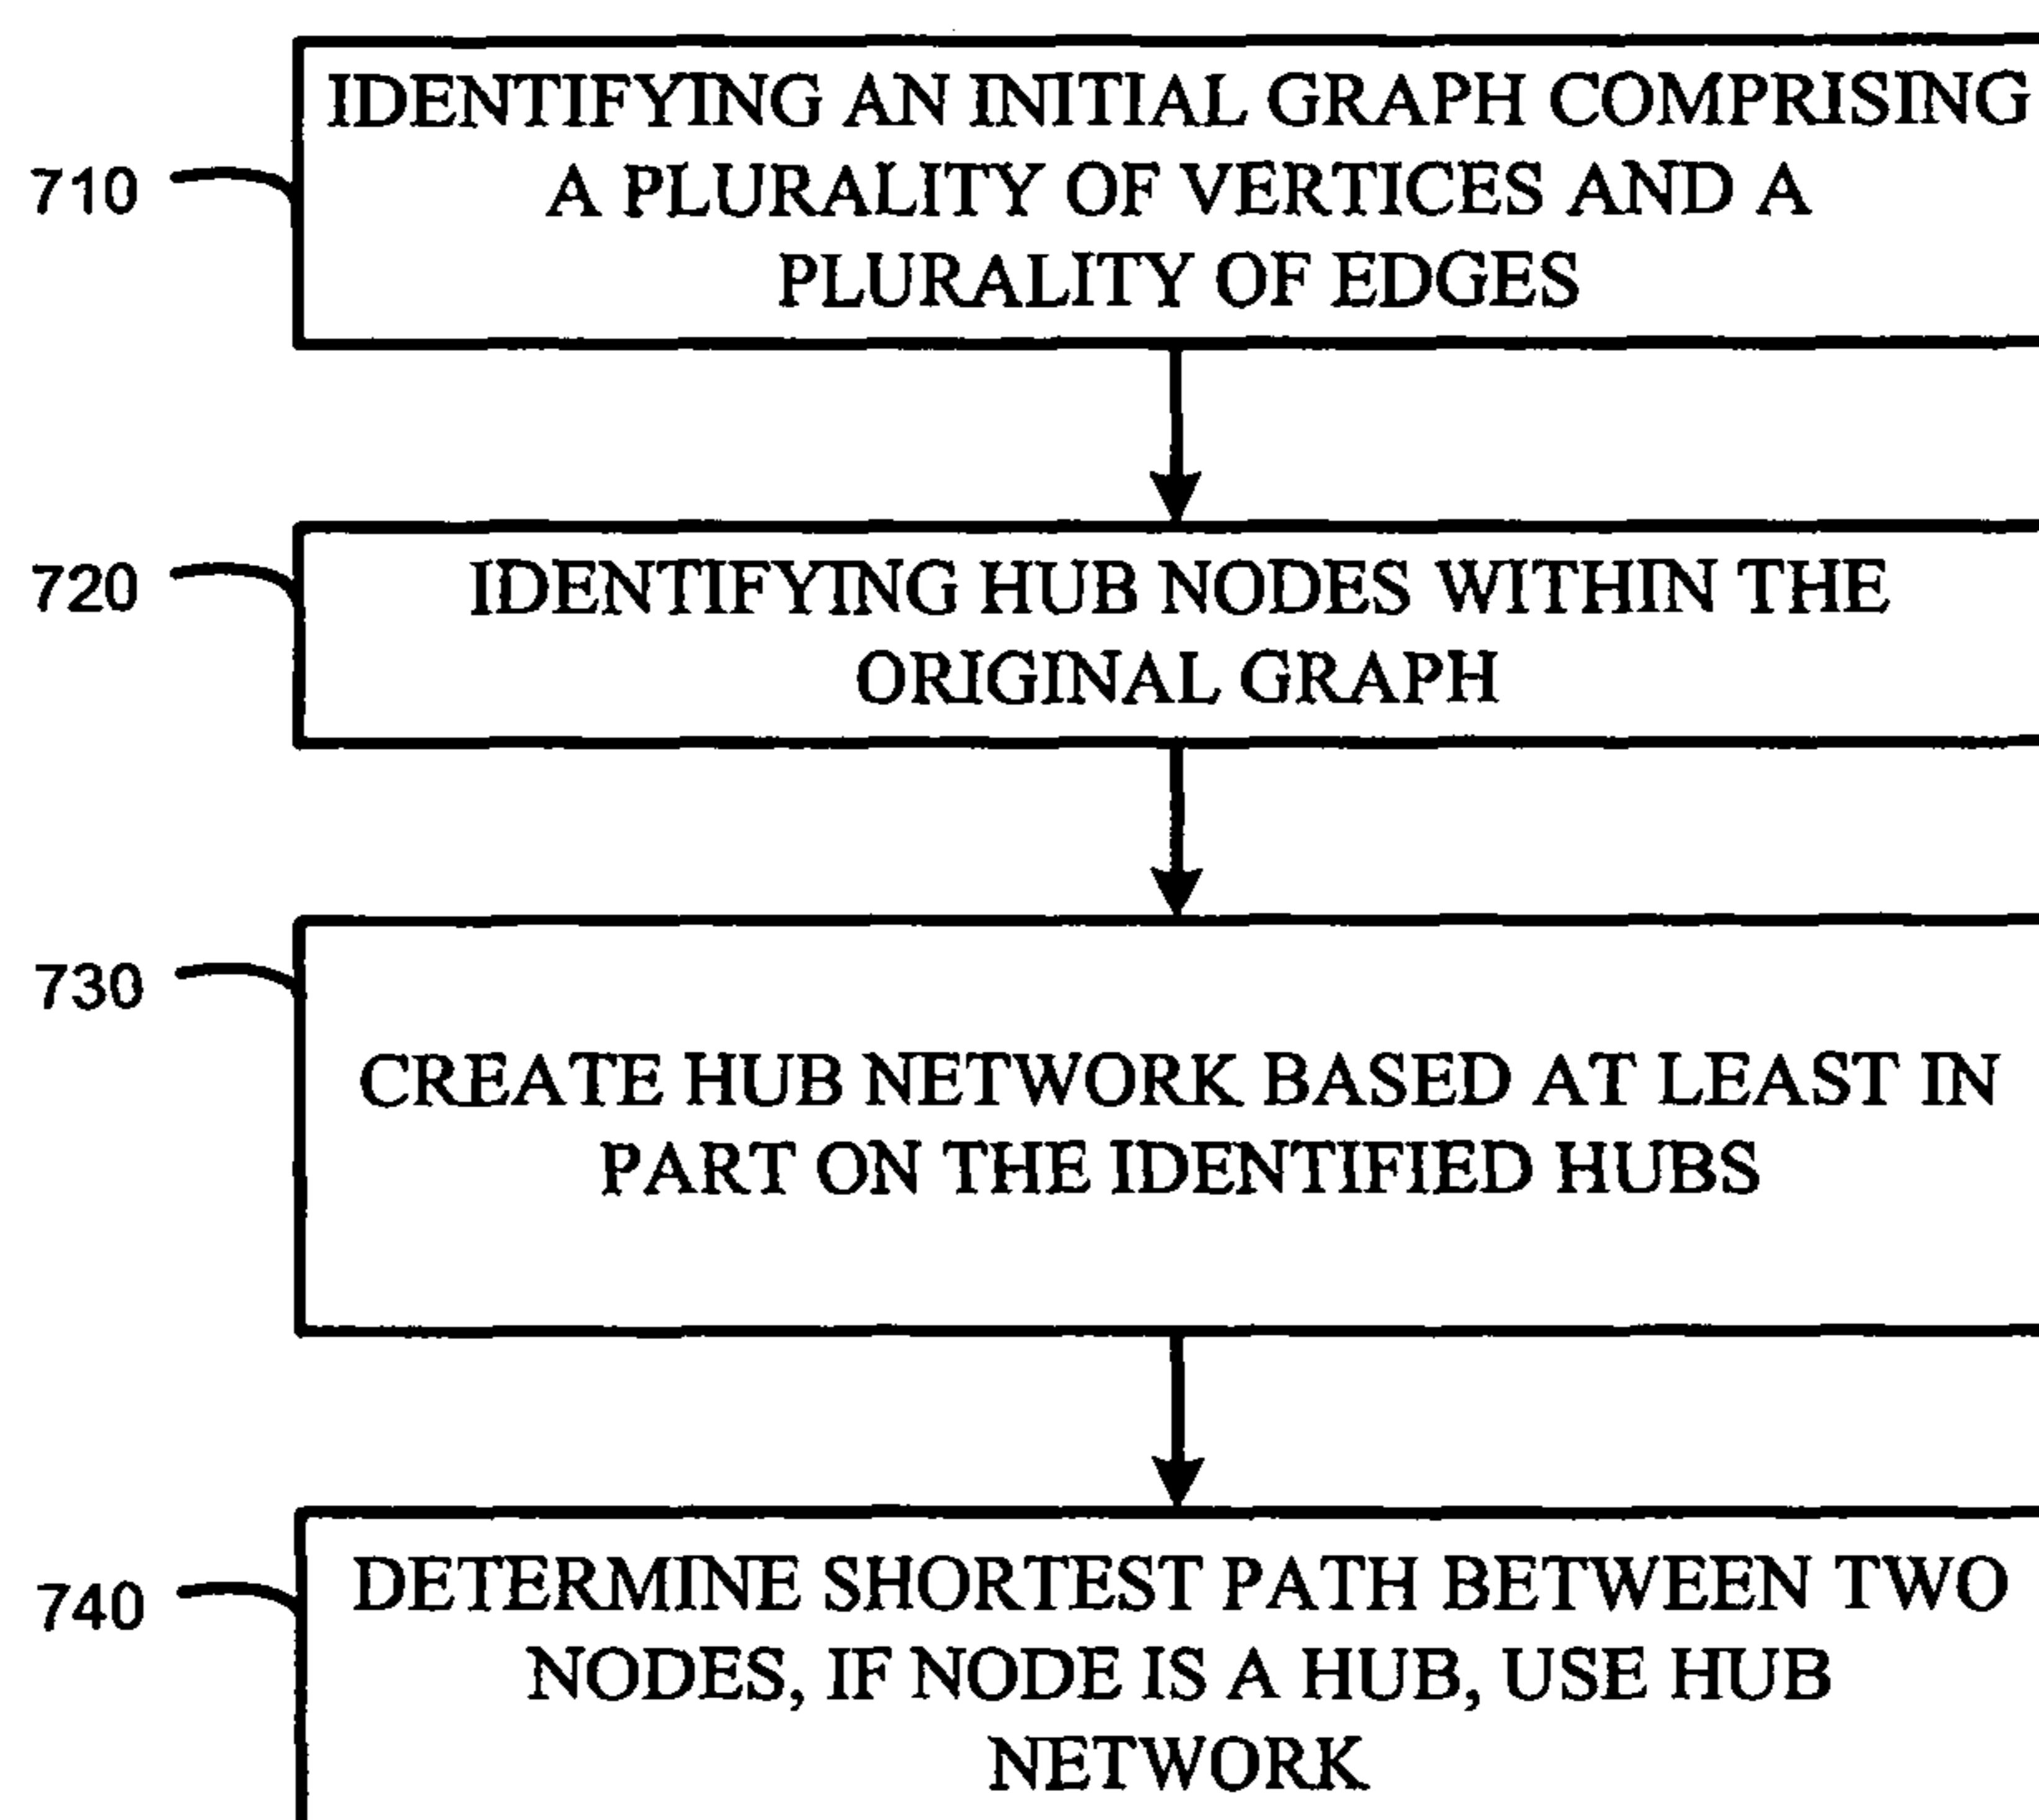 IDENTIFYING AN INITIAL GRAPH COMPRISING
710
A PLURALITY OF VERTICES AND A
PLURALITY OF EDGES
720
IDENTIFYING HUB NODES WITHIN THE
ORIGINAL GRAPH
730
CREATE HUB NETWORK BASED AT LEAST IN
PART ON THE IDENTIFIED HUBS
740
DETERMINE SHORTEST PATH BETWEEN TWO
NODES, IF NODE IS A HUB, USE HUB
NETWORK